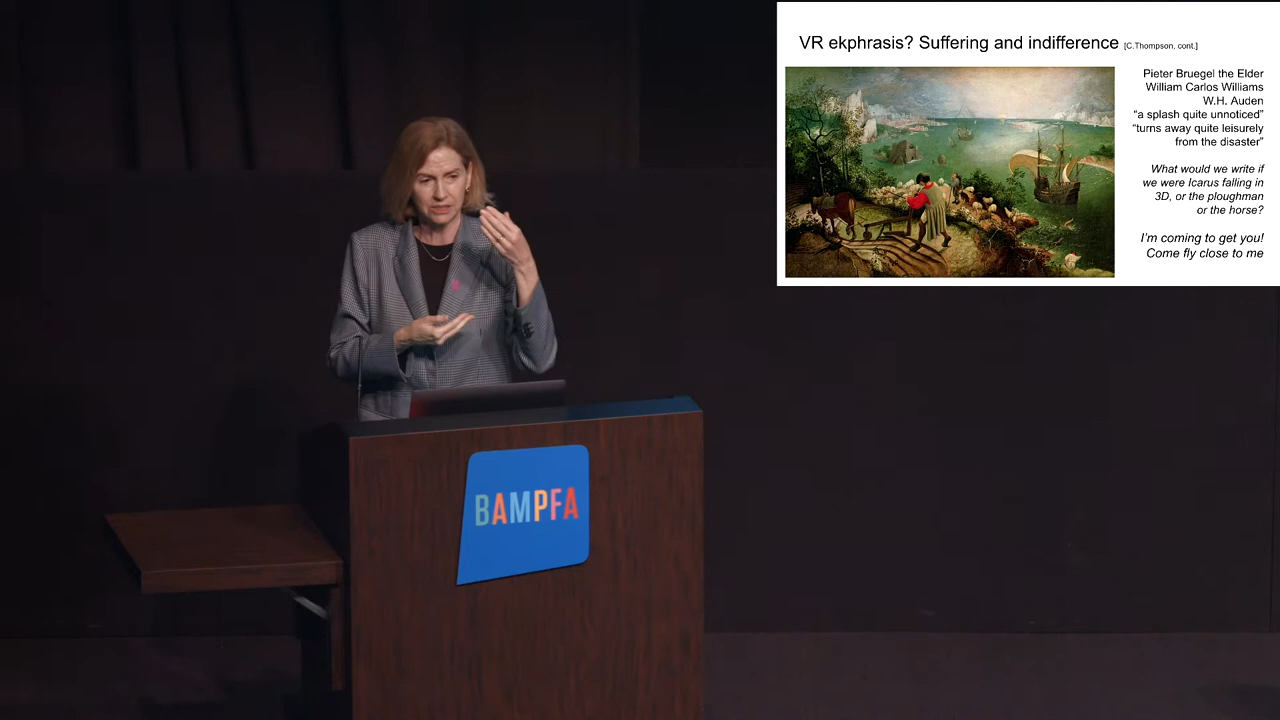 VR ekphrasis? Suffering and indifference [C.Thompson, cont.]
Pieter Bruegel the Elder
William Carlos Williams
W.H. Auden
“a splash quite unnoticed”
“turns away quite leisurely
from the disaster”
What would we write if
we were Icarus falling in
3D, or the ploughman
or the horse?
I’m coming to get you!
Come fly close to me
BAMPFA